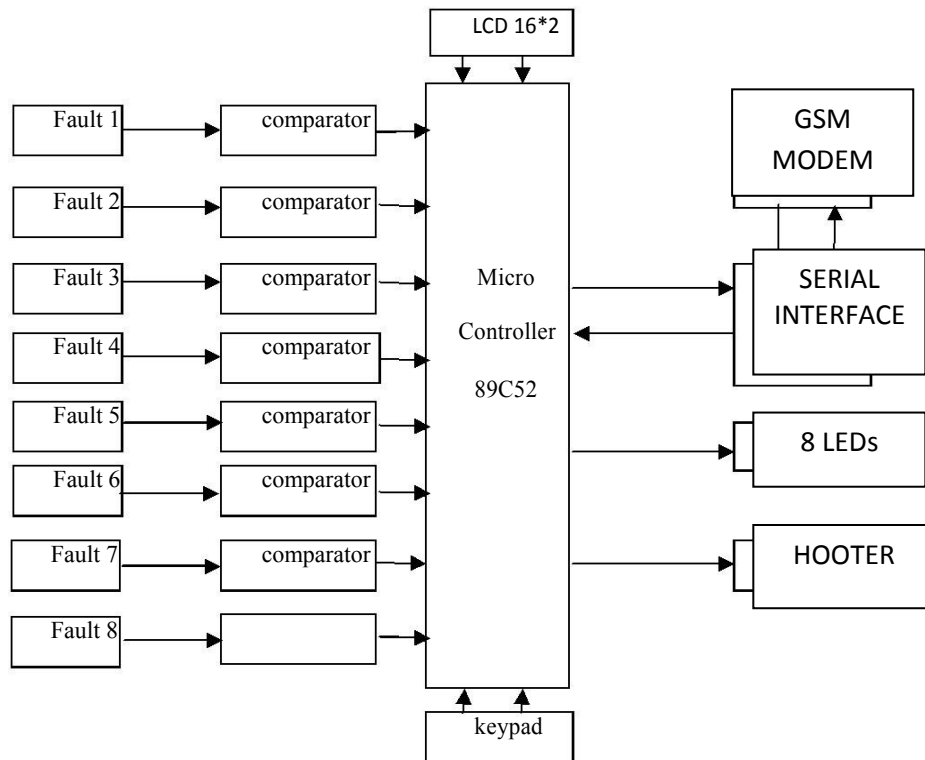 LCD 16*2
Fault 1
comparator
Fault 2
comparator
Fault 3
comparator
Fault 4
comparator
Fault 5
comparator
Fault 6
comparator
Fault 7
comparator
Fault 8
Micro
Controller
89C52
GSM
MODEM
SERIAL
INTERFACE
8 LEDs
HOOTER
keypad